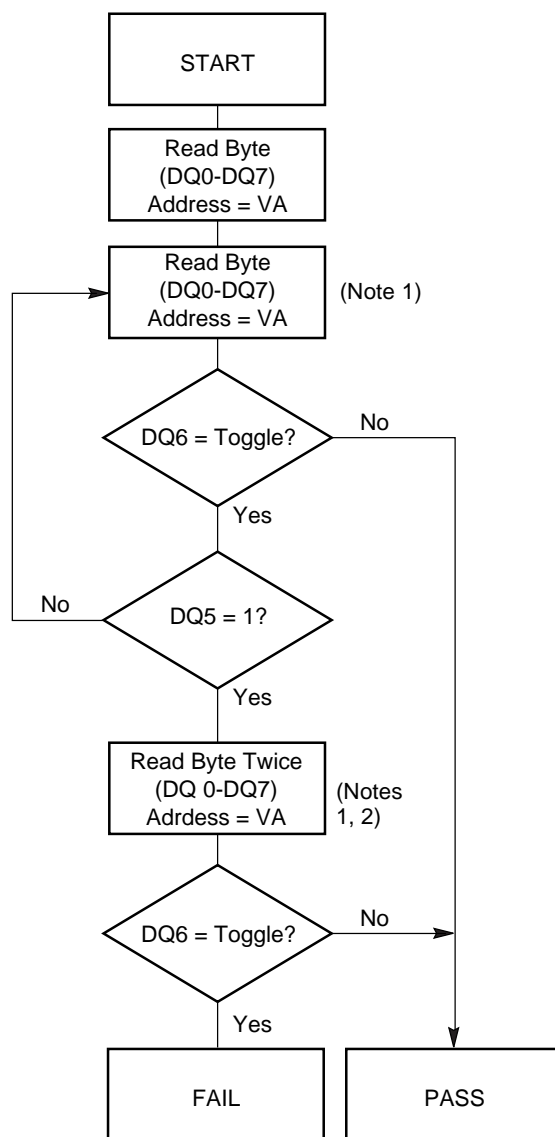 START
Read Byte
(DQ0-DQ7)
Address = VA
Read Byte
(DQ0-DQ7)
Address = VA
(Note 1)
DQ6 = Toggle?
No
Yes
No
DQ5 = 1?
Yes
Read Byte Twice
(DQ 0-DQ7)
Adrdess = VA
(Notes
1, 2)
DQ6 = Toggle?
No
Yes
FAIL
PASS